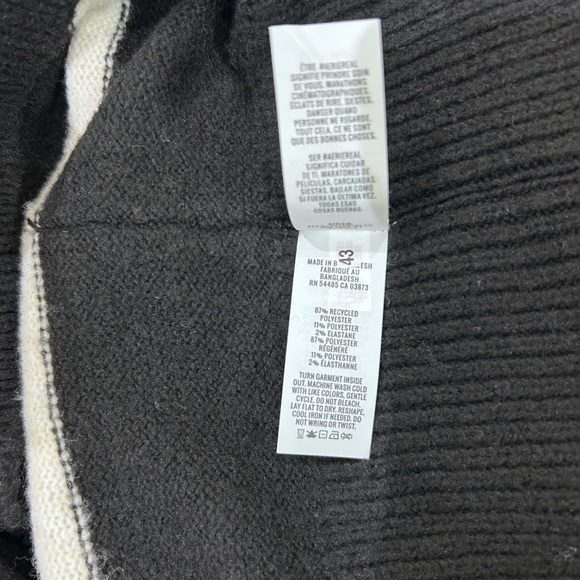 ÊTRE #AERIEREAL
SIGNIFIE PRENDRE SOIN
DE VOUS, MARATHONS
CINÉMATOGRAPHIQUES,
ÉCLATS DE RIRE, SIESTES,
DANSER QUAND
PERSONNE NE REGARDE.
TOUT CELA, CE NE SONT
QUE DES BONNES CHOSES.
SER #AERIEREAL
SIGNIFICA CUIDAR
DE TI, MARATONES DE
PELÍCULAS, CARCAJADAS,
SIESTAS, BAILAR COMO
SI FUERA LA ÚLTIMA VEZ.
TODAS ESAS
COSAS BUENAS.
43
MADE IN B ESH
FABRIQUÉ AU
BANGLADESH
RN 54485 CA 03873
87% RECYCLED
POLYESTER
11% POLYESTER
2% ELASTANE
87% POLYESTER
RÉGÉNÉRÉ
11% POLYESTER
2% ÉLASTHANNE
TURN GARMENT INSIDE
OUT. MACHINE WASH COLD
WITH LIKE COLORS, GENTLE
CYCLE. DO NOT BLEACH.
LAY FLAT TO DRY. RESHAPE.
COOL IRON IF NEEDED. DO
NOT WRING OR TWIST.